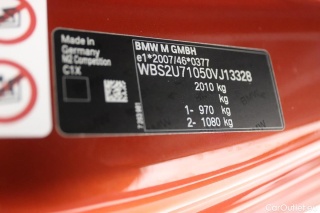 Made in
Germany
M2 Competition
C1X
BMW M GMBH
e1*2007/46*0377
WBS2U71050VJ13328
2010 kg
kg
1- 970 kg
2- 1080 kg